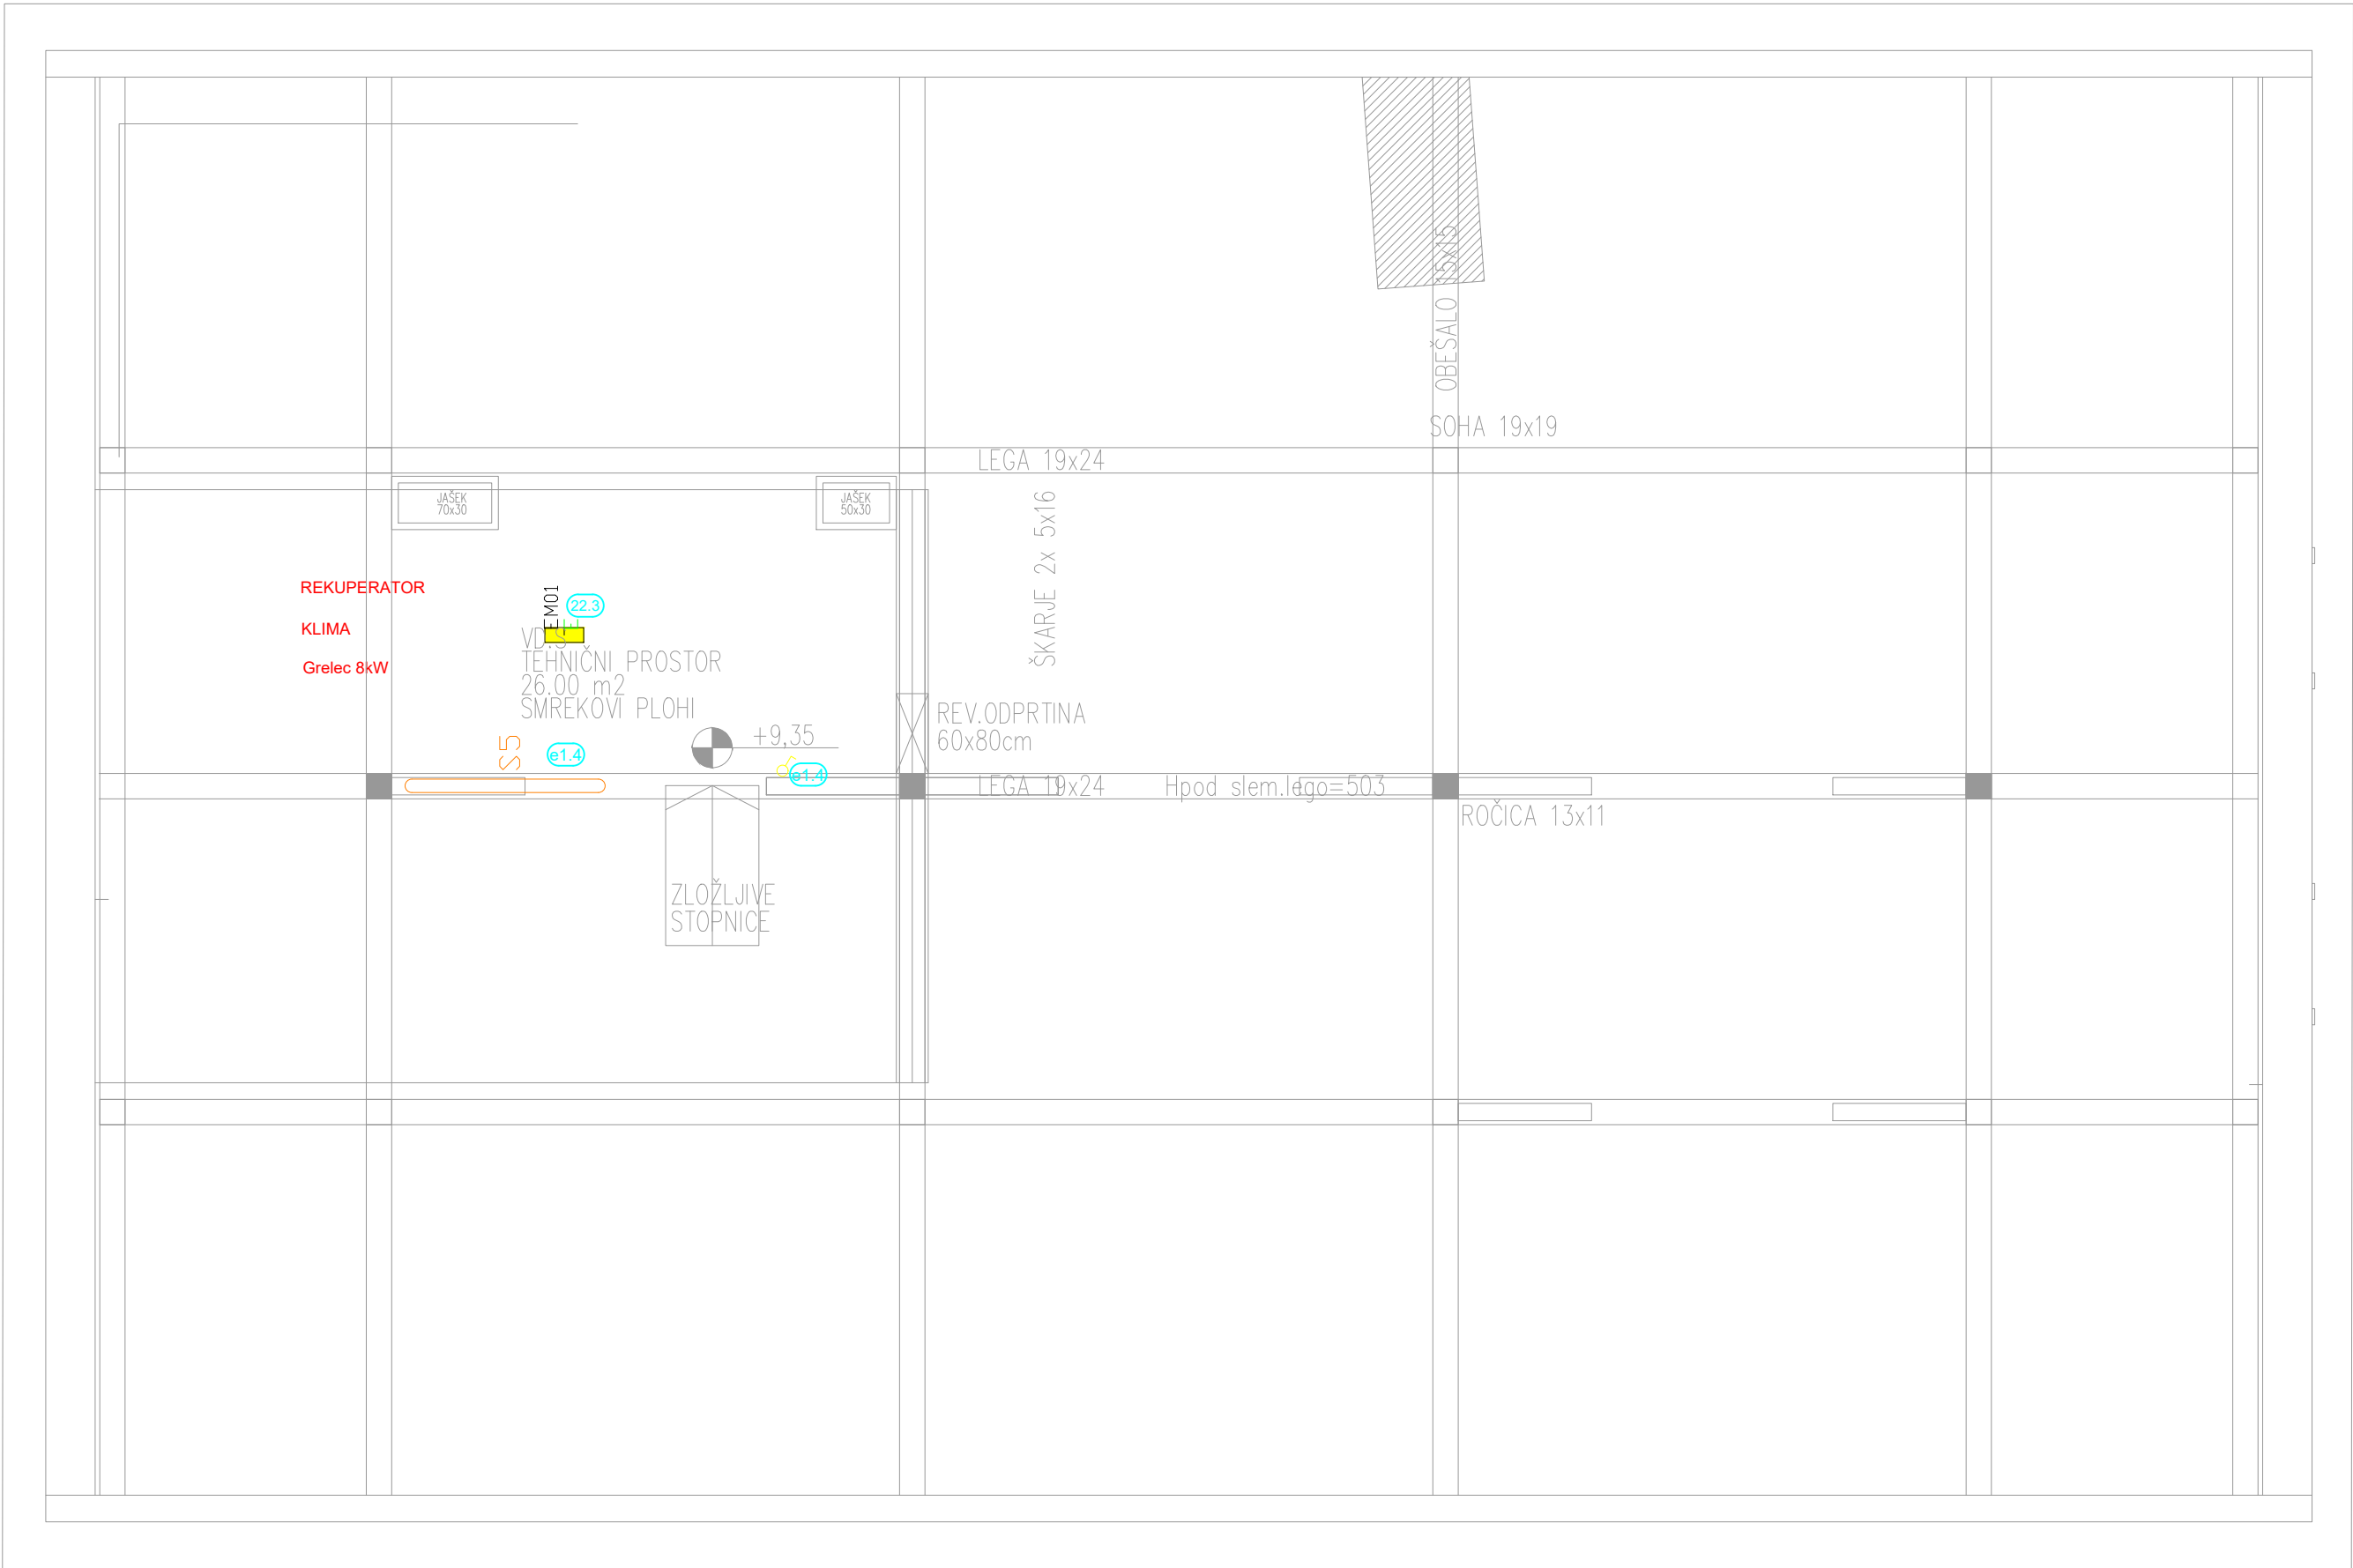 OBEŠALO 15x15
SOHA 19x19
LEGA 19x24
JAŠEK
70x30
JAŠEK
50x30
ŠKARJE 2x 5x16
REKUPERATOR
KLIMA
Grelec 8kW
EM01
22.3
TEHNIČNI PROSTOR
26.00 m2
SMREKOVI PLOHI
REV.ODPRTINA
60x80cm
+9,35
S5
e1.4
e1.4
LEGA 19x24
Hpod slem.lego=503
ROČICA 13x11
ZLOŽLJIVE
STOPNICE